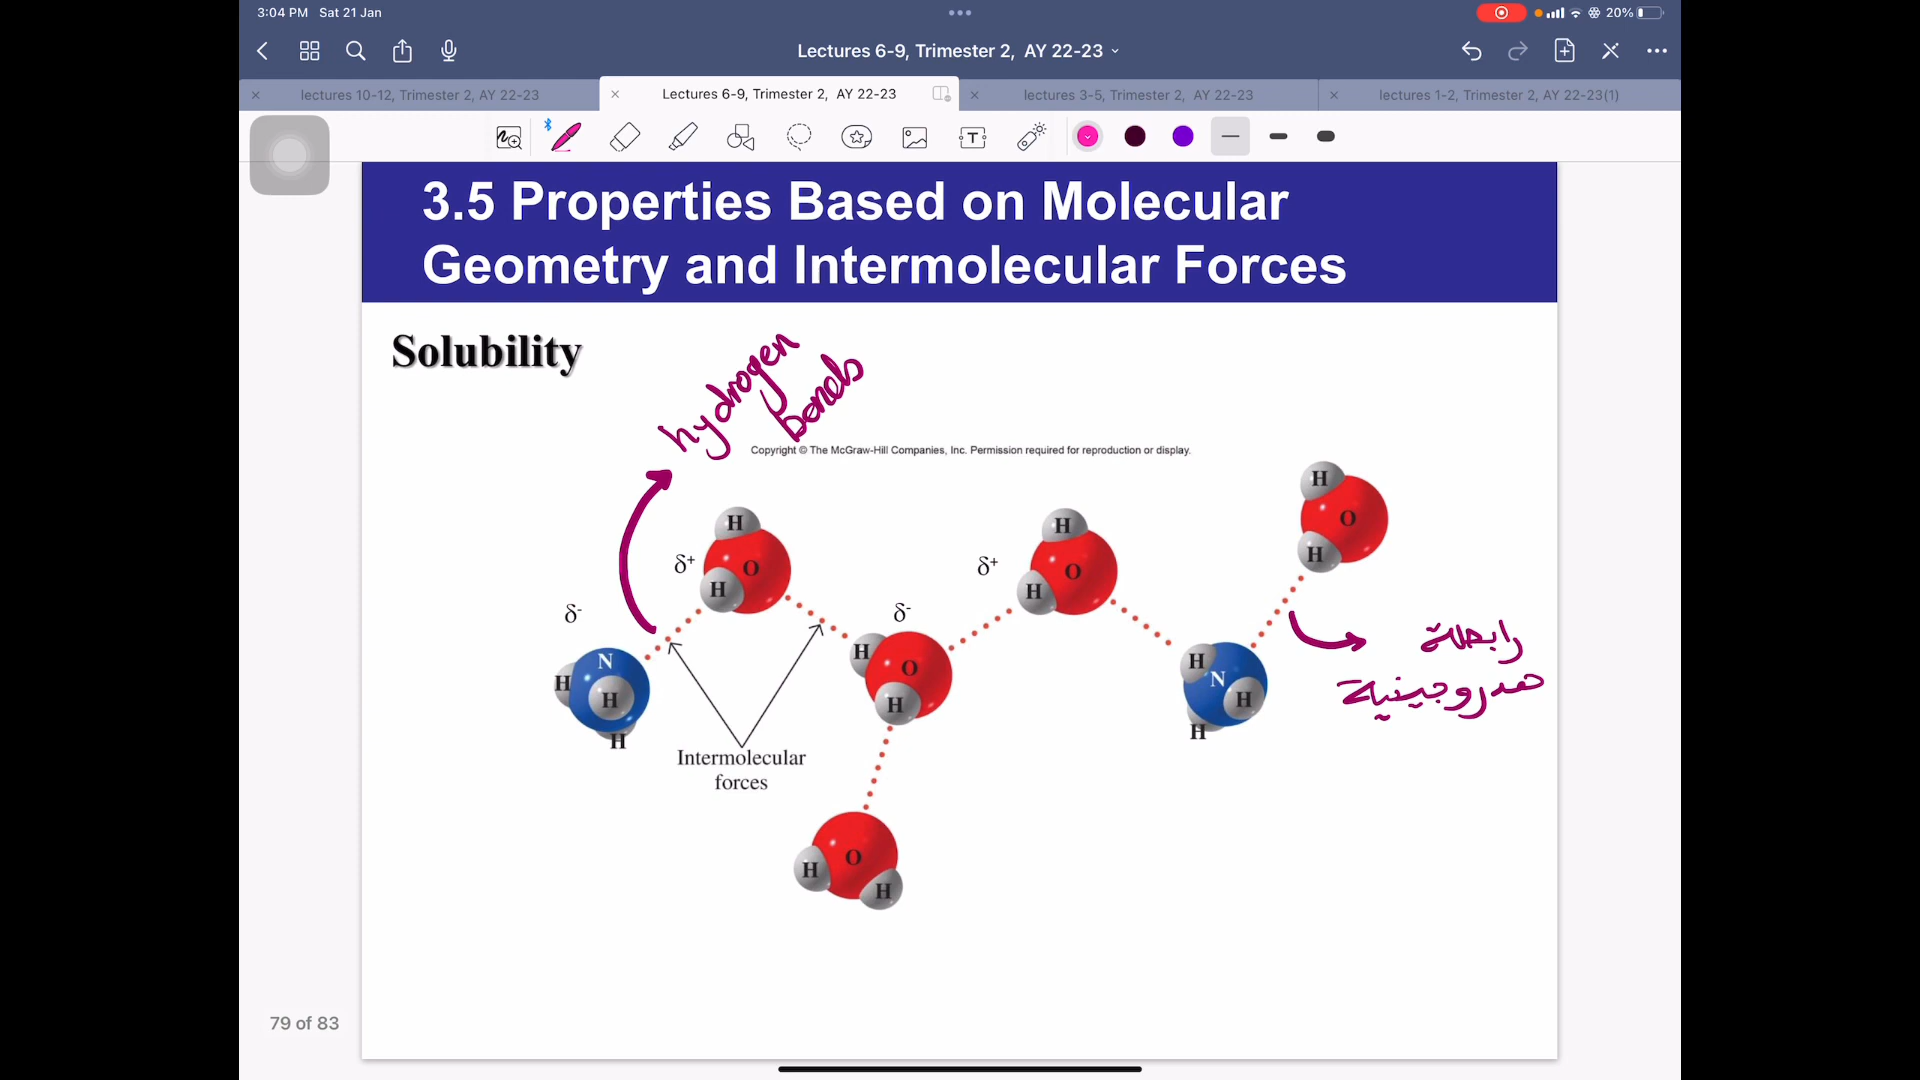 3:04 PM Sat 21 Jan
20%
Lectures 6-9, Trimester 2, AY 22-23
lectures 10-12, Trimester 2, AY 22-23
Lectures 6-9, Trimester 2, AY 22-23
lectures 3-5, Trimester 2, AY 22-23
lectures 1-2, Trimester 2, AY 22-23(1)
T
3.5 Properties Based on Molecular
Geometry and Intermolecular Forces
Solubility
hydrogen
bonds
Copyright © The McGraw-Hill Companies, Inc. Permission required for reproduction or display.
H
O
H
δ+
H
O
H
δ+
H
O
H
δ-
N
H
H
H
δ-
H
O
H
H
N
H
H
رابطة
هدروجينية
Intermolecular
forces
O
H
H
79 of 83